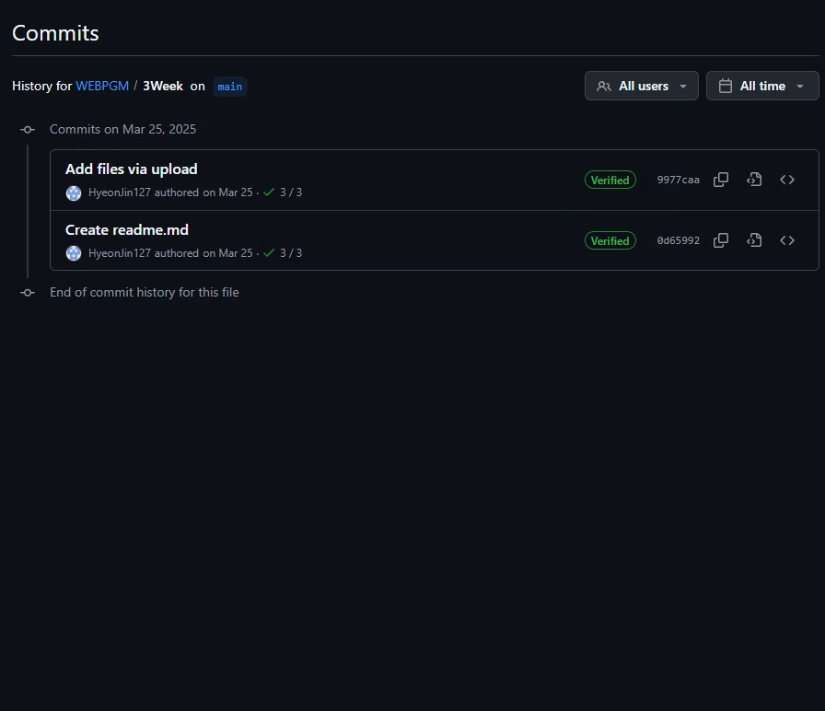 Commits
History for WEBPGM / 3Week on main
All users
All time
Commits on Mar 25, 2025
Add files via upload
HyeonJin127 authored on Mar 25 · 3 / 3
Verified
9977caa
Create readme.md
HyeonJin127 authored on Mar 25 · 3 / 3
Verified
0d65992
End of commit history for this file